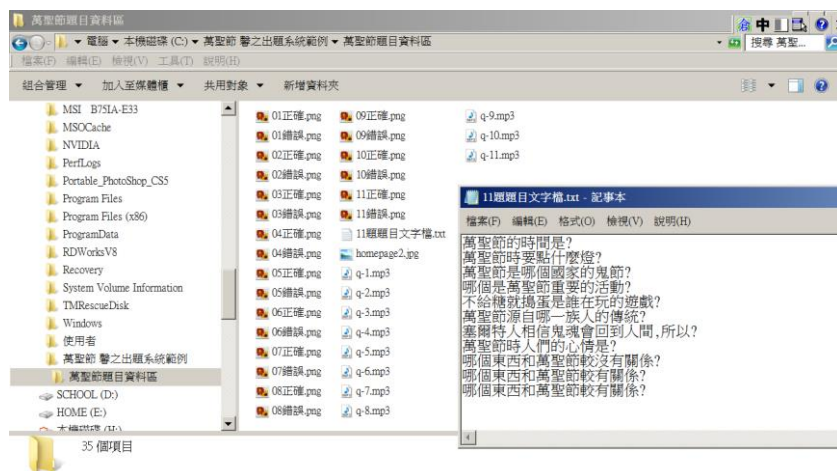 萬聖節題目資料區
中
電腦 ▾ 本機磁碟 (C:) ▾ 萬聖節 馨之出題系統範例 ▾ 萬聖節題目資料區
搜尋 萬聖...
檔案(F) 編輯(E) 檢視(V) 工具(T) 說明(H)
組合管理 ▾ 加入至媒體櫃 ▾ 共用對象 ▾ 新增資料夾
MSI B75IA-E33
MSOCache
NVIDIA
PerfLogs
Portable_PhotoShop_CS5
Program Files
Program Files (x86)
ProgramData
RDWorksV8
Recovery
System Volume Information
TMRescueDisk
Windows
使用者
萬聖節 馨之出題系統範例
萬聖節題目資料區
SCHOOL (D:)
HOME (E:)
本機磁碟 (H:)
01正確.png
01錯誤.png
02正確.png
02錯誤.png
03正確.png
03錯誤.png
04正確.png
04錯誤.png
05正確.png
05錯誤.png
06正確.png
06錯誤.png
07正確.png
07錯誤.png
08正確.png
08錯誤.png
09正確.png
09錯誤.png
10正確.png
10錯誤.png
11正確.png
11錯誤.png
11題題目文字檔.txt
homepage2.jpg
q-1.mp3
q-2.mp3
q-3.mp3
q-4.mp3
q-5.mp3
q-6.mp3
q-7.mp3
q-8.mp3
q-9.mp3
q-10.mp3
q-11.mp3
11題題目文字檔.txt - 記事本
檔案(F) 編輯(E) 格式(O) 檢視(V) 說明(H)
萬聖節的時間是?
萬聖節時要點什麼燈?
萬聖節是哪個國家的鬼節?
哪個是萬聖節重要的活動?
不給糖就搗蛋是誰在玩的遊戲?
萬聖節源自哪一族人的傳統?
塞爾特人相信鬼魂會回到人間,所以?
萬聖節時人們的心情是?
哪個東西和萬聖節較沒有關係?
哪個東西和萬聖節較有關係?
哪個東西和萬聖節較有關係?
35 個項目